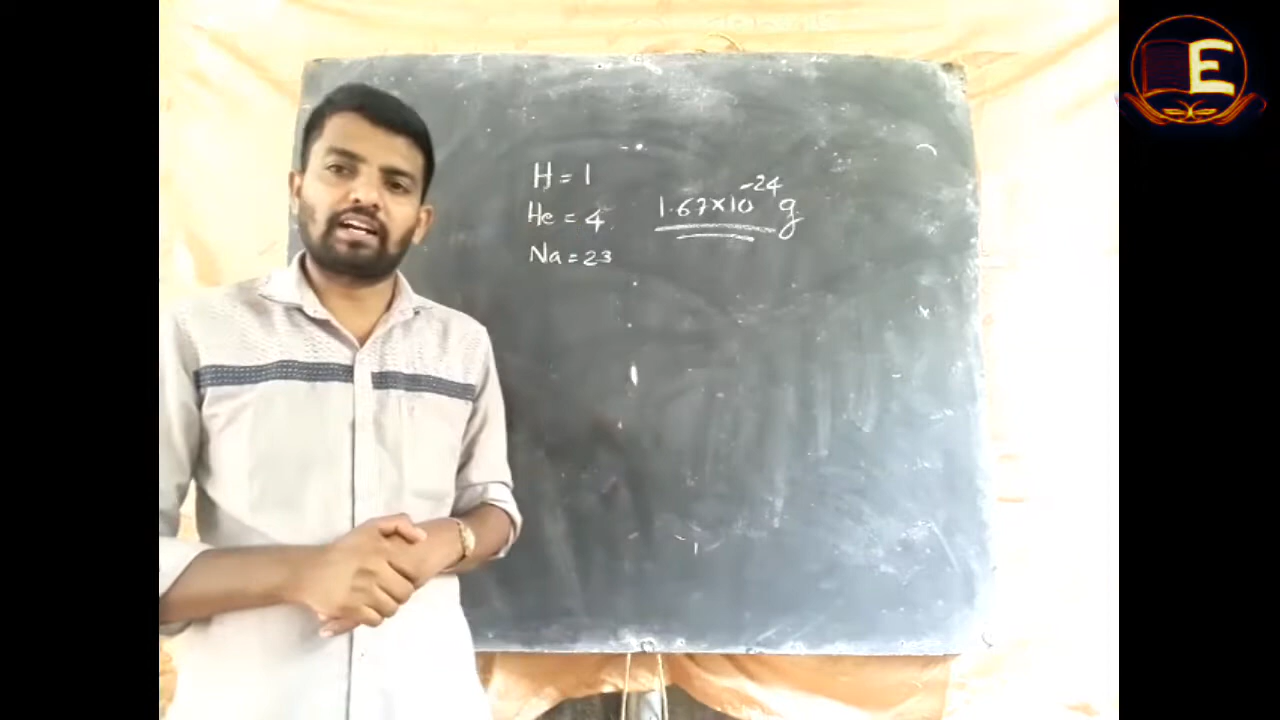 H = 1
He = 4
Na = 23
1.67×10⁻²⁴ g
E